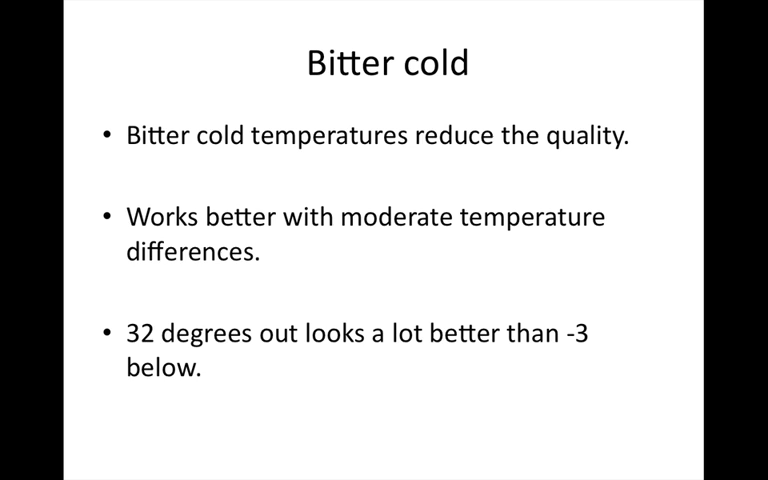 Bitter cold
• Bitter cold temperatures reduce the quality.
• Works better with moderate temperature
differences.
• 32 degrees out looks a lot better than -3
below.